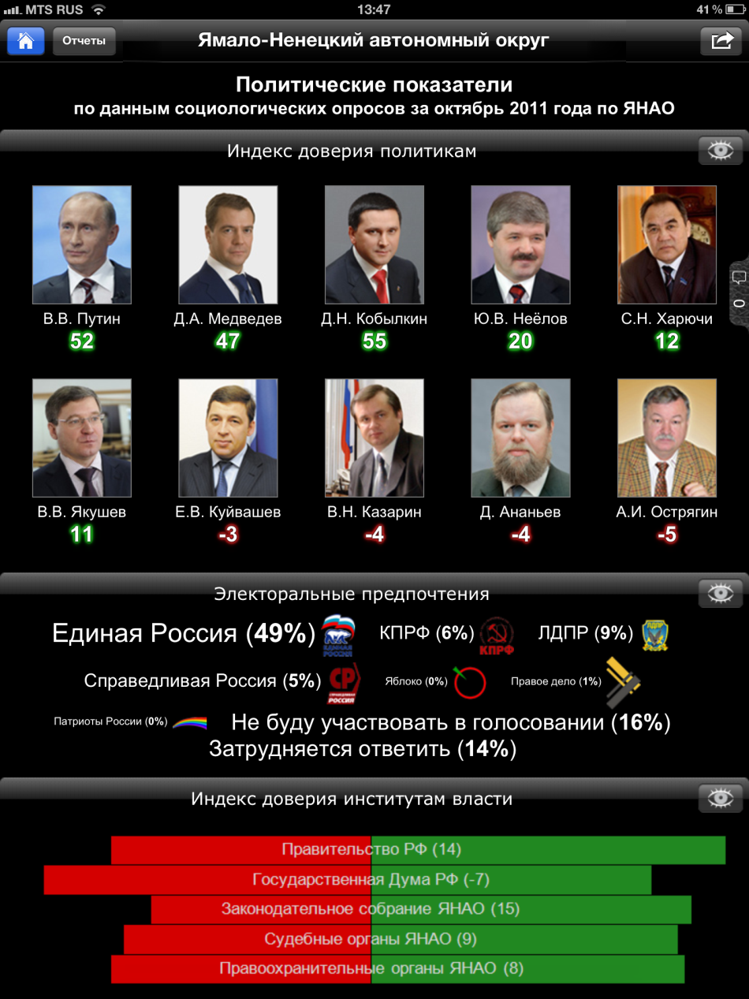 MTS RUS 13:47 41 %
Отчеты Ямало-Ненецкий автономный округ
Политические показатели
по данным социологических опросов за октябрь 2011 года по ЯНАО
Индекс доверия политикам
В.В. Путин Д.А. Медведев Д.Н. Кобылкин Ю.В. Неёлов С.Н. Харючи
52 47 55 20 12
0
В.В. Якушев Е.В. Куйвашев В.Н. Казарин Д. Ананьев А.И. Острягин
11 -3 -4 -4 -5
Электоральные предпочтения
Единая Россия (49%) ЕДИНАЯ РОССИЯ КПРФ (6%) КПРФ ЛДПР (9%) ЛДПР
Справедливая Россия (5%) СР СПРАВЕДЛИВАЯ РОССИЯ Яблоко (0%) Правое дело (1%)
Патриоты России (0%) Не буду участвовать в голосовании (16%)
Затрудняется ответить (14%)
Индекс доверия институтам власти
Правительство РФ (14)
Государственная Дума РФ (-7)
Законодательное собрание ЯНАО (15)
Судебные органы ЯНАО (9)
Правоохранительные органы ЯНАО (8)